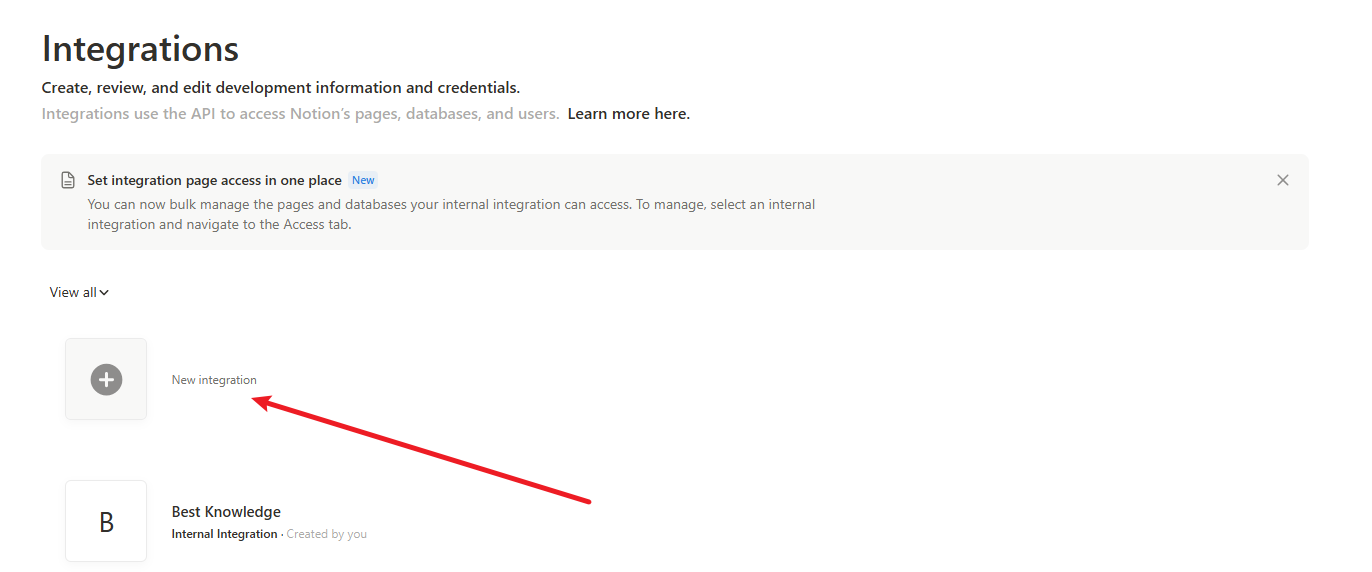 Integrations
Create, review, and edit development information and credentials.
Integrations use the API to access Notion's pages, databases, and users. Learn more here.
Set integration page access in one place New
You can now bulk manage the pages and databases your internal integration can access. To manage, select an internal
integration and navigate to the Access tab.
View all
New integration
B
Best Knowledge
Internal Integration · Created by you